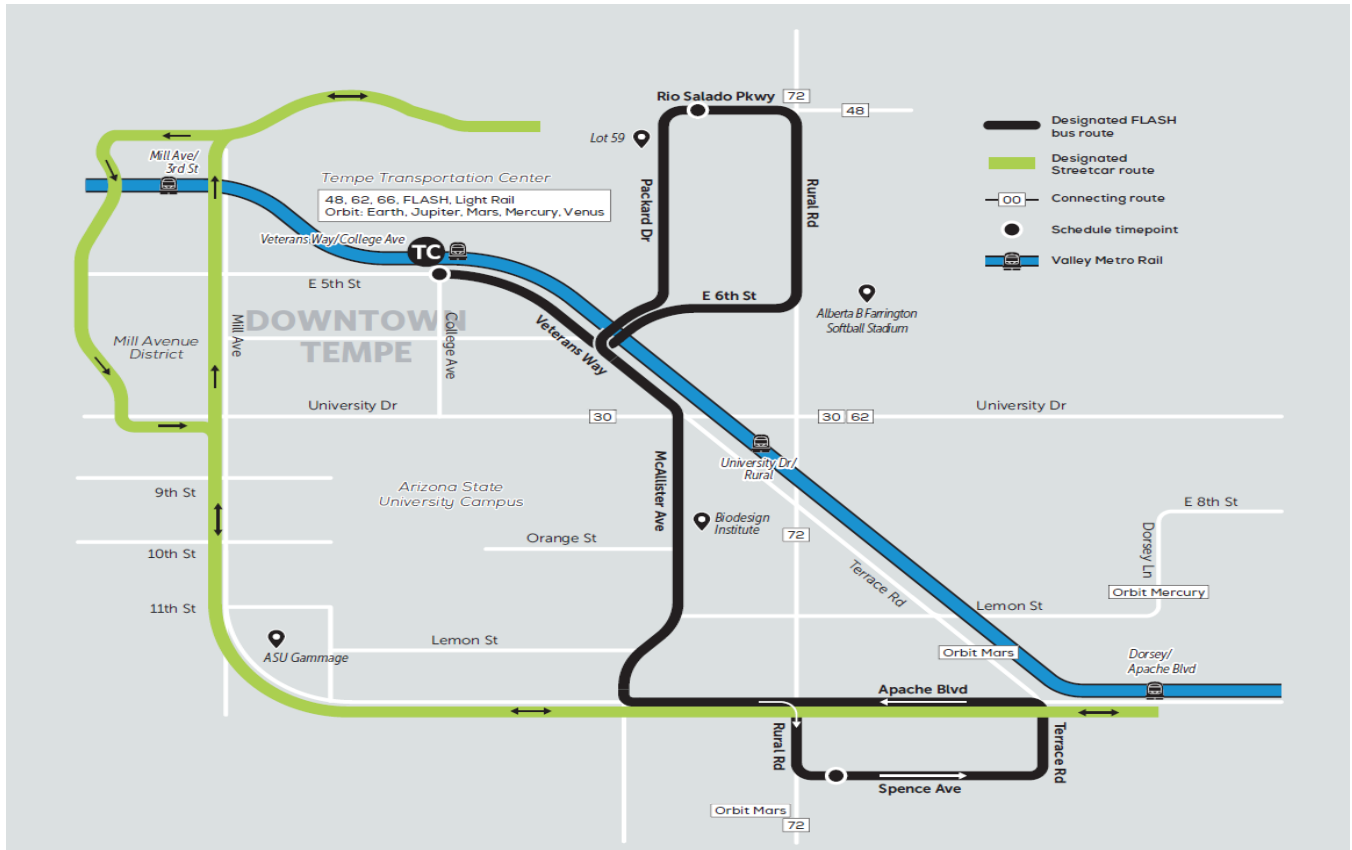 Rio Salado Pkwy
72
48
Lot 59
Designated FLASH
bus route
Designated
Streetcar route
00
Connecting route
Schedule timepoint
Valley Metro Rail
Mill Ave/
3rd St
Tempe Transportation Center
48, 62, 66, FLASH, Light Rail
Orbit: Earth, Jupiter, Mars, Mercury, Venus
Packard Dr
Rural Rd
Veterans Way/College Ave
TC
E 5th St
E 6th St
Alberta B Farrington
Softball Stadium
DOWNTOWN
TEMPE
Mill Ave
College Ave
Veterans Way
Mill Avenue
District
University Dr
30
30
62
University Dr
McAllister Ave
University Dr/
Rural
9th St
Arizona State
University Campus
E 8th St
Biodesign
Institute
72
Orange St
10th St
Dorsey Ln
Terrace Rd
Orbit Mercury
11th St
Lemon St
Lemon St
ASU Gammage
Orbit Mars
Dorsey/
Apache Blvd
Apache Blvd
Rural Rd
Terrace Rd
Spence Ave
Orbit Mars
72